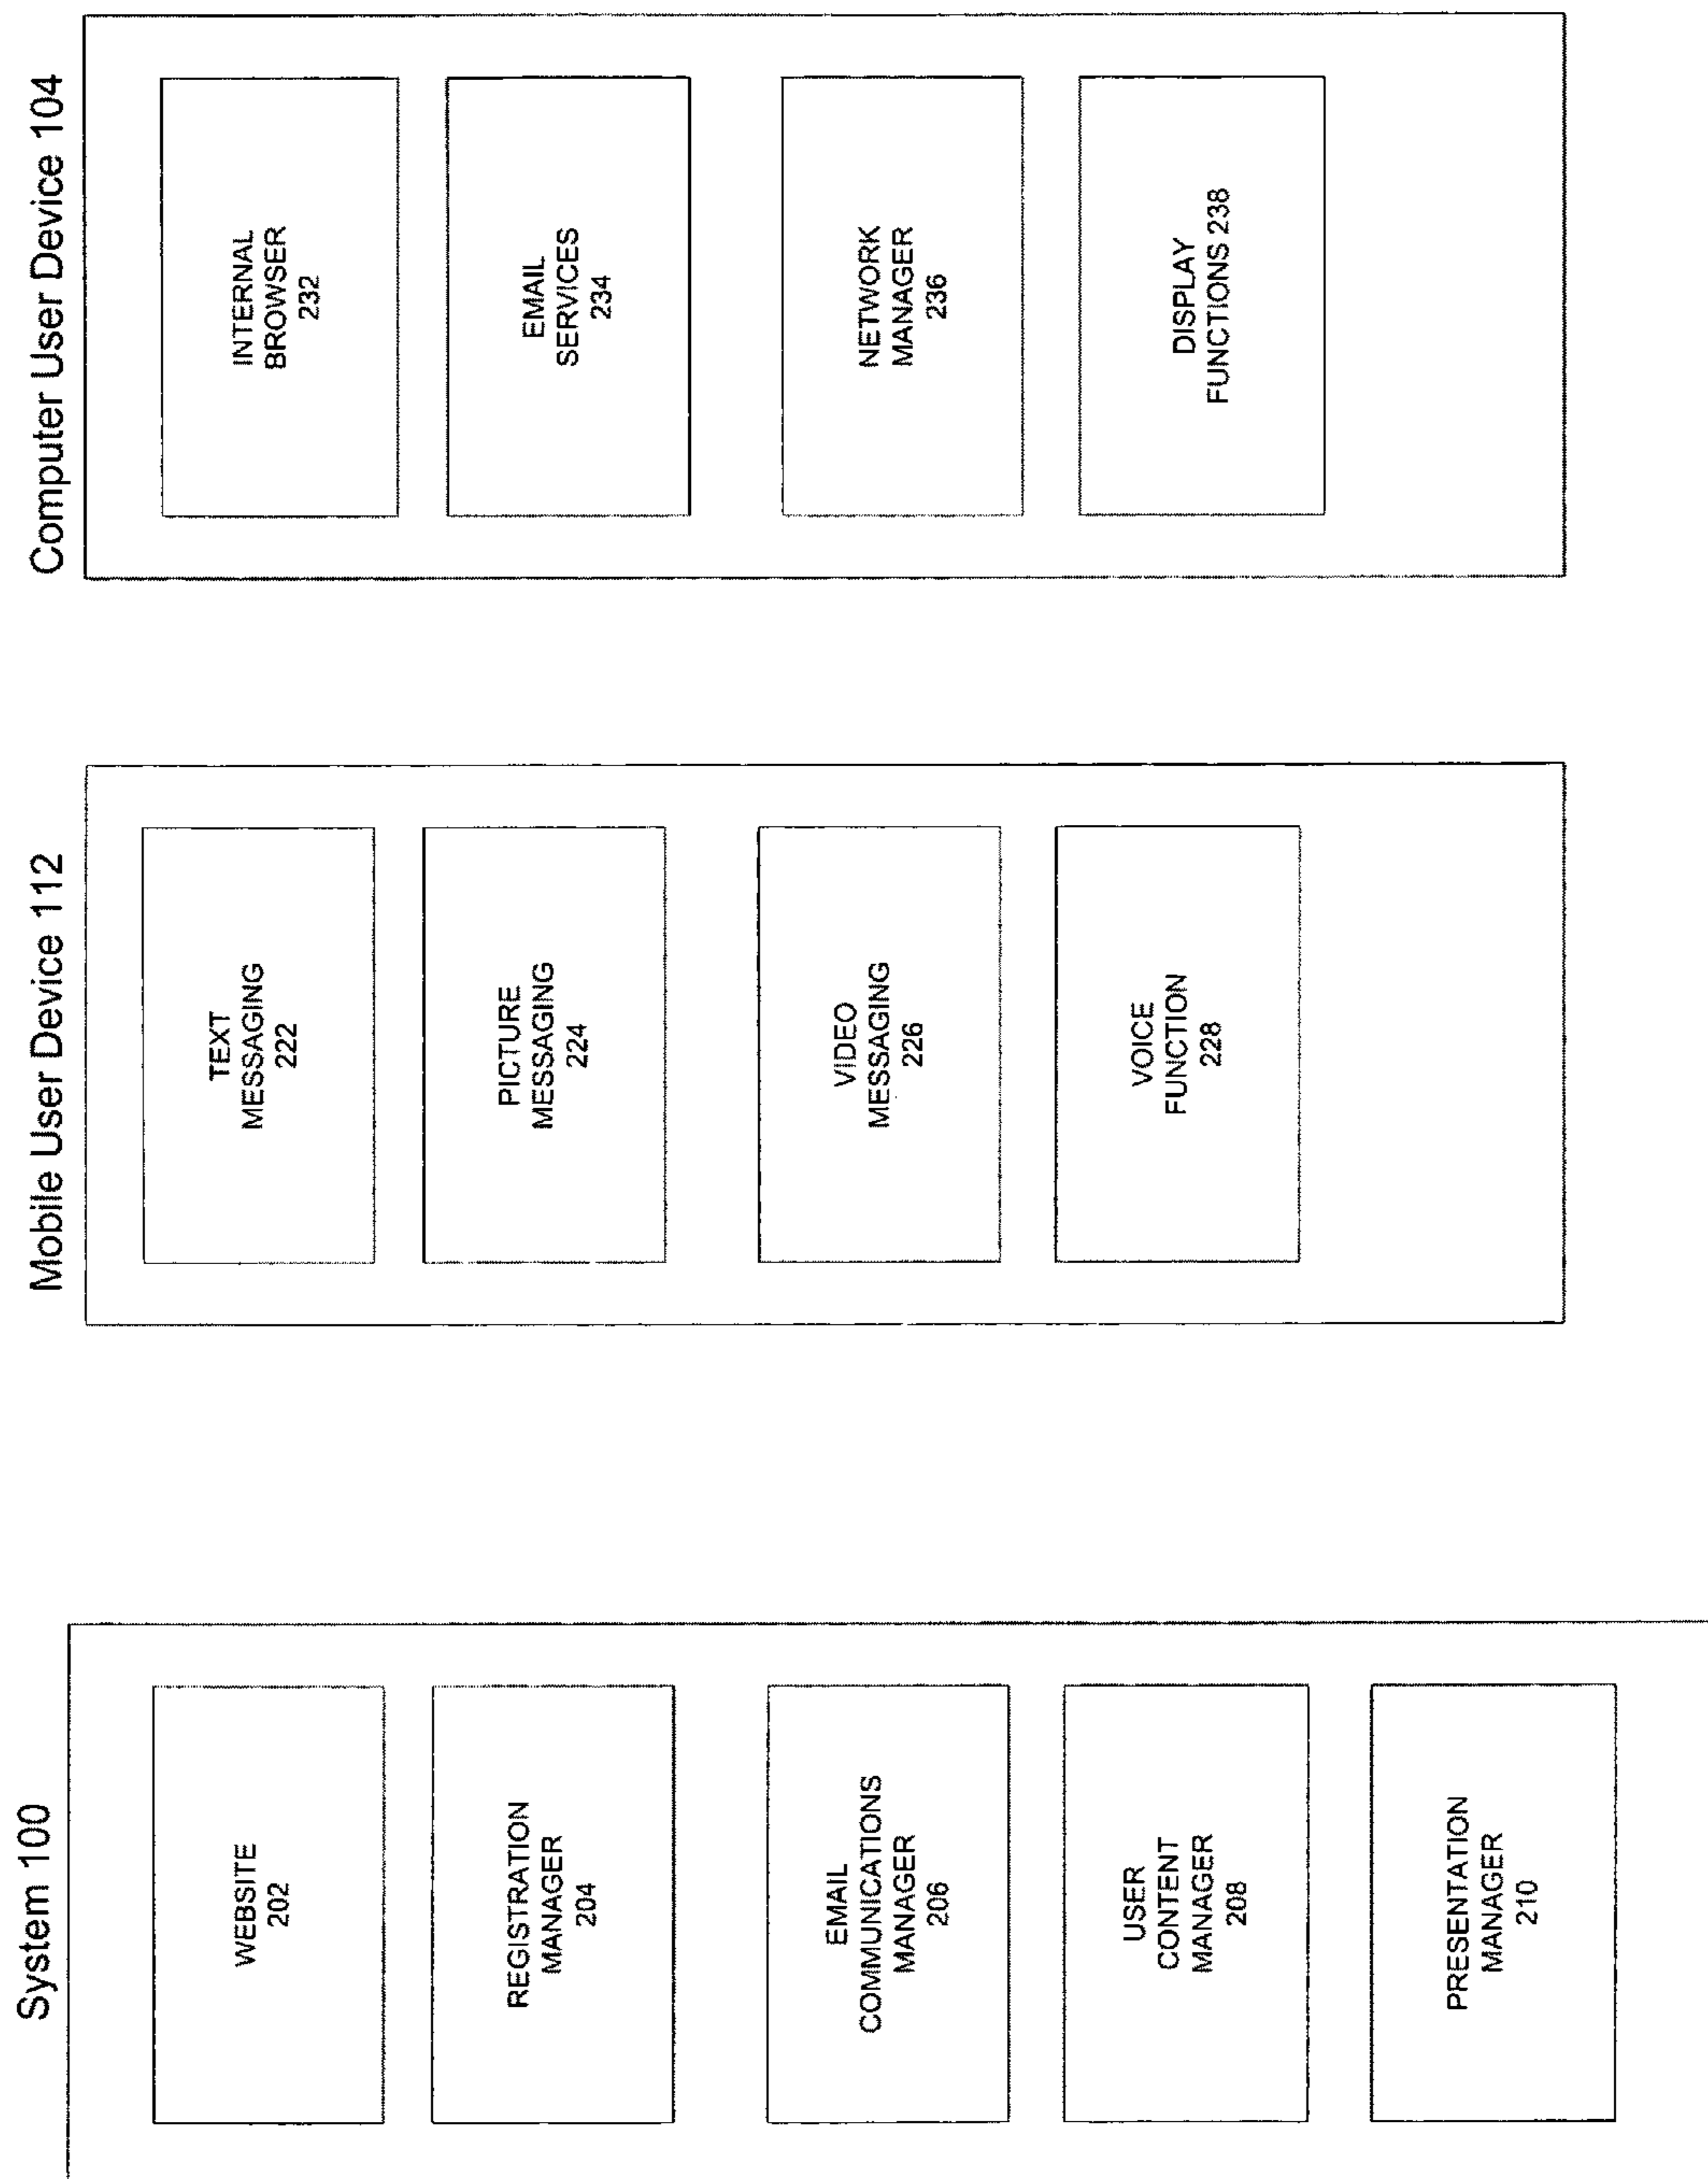 System 100
WEBSITE
202
REGISTRATION
MANAGER
204
EMAIL
COMMUNICATIONS
MANAGER
206
USER
CONTENT
MANAGER
208
PRESENTATION
MANAGER
210
Mobile User Device 112
TEXT
MESSAGING
222
PICTURE
MESSAGING
224
VIDEO
MESSAGING
226
VOICE
FUNCTION
228
Computer User Device 104
INTERNAL
BROWSER
232
EMAIL
SERVICES
234
NETWORK
MANAGER
236
DISPLAY
FUNCTIONS 238